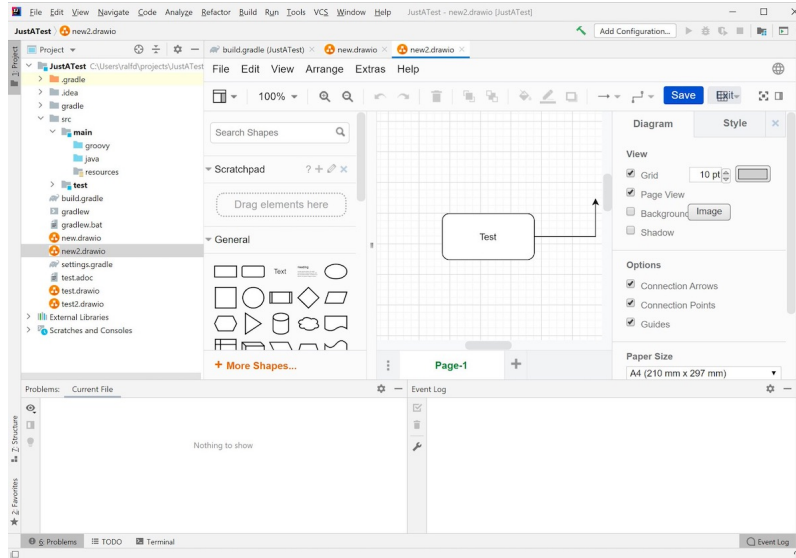 File Edit View Navigate Code Analyze Refactor Build Run Tools VCS Window Help JustATest - new2.drawio [JustATest]
JustATest new2.drawio
Add Configuration...
1: Project
Project
build.gradle (JustATest)
new.drawio
new2.drawio
JustATest C:\Users\ralfd\projects\JustATest
.gradle
.idea
gradle
src
main
groovy
java
resources
test
build.gradle
gradlew
gradlew.bat
new.drawio
new2.drawio
settings.gradle
test.adoc
test.drawio
test2.drawio
External Libraries
Scratches and Consoles
File Edit View Arrange Extras Help
100%
Save
Exit
Search Shapes
Scratchpad ?
Drag elements here
General
Text
+ More Shapes...
Test
Page-1
Diagram Style
View
Grid 10 pt
Page View
Background Image
Shadow
Options
Connection Arrows
Connection Points
Guides
Paper Size
A4 (210 mm x 297 mm)
Problems: Current File
Nothing to show
Event Log
Z: Structure
2: Favorites
6: Problems TODO Terminal
Event Log